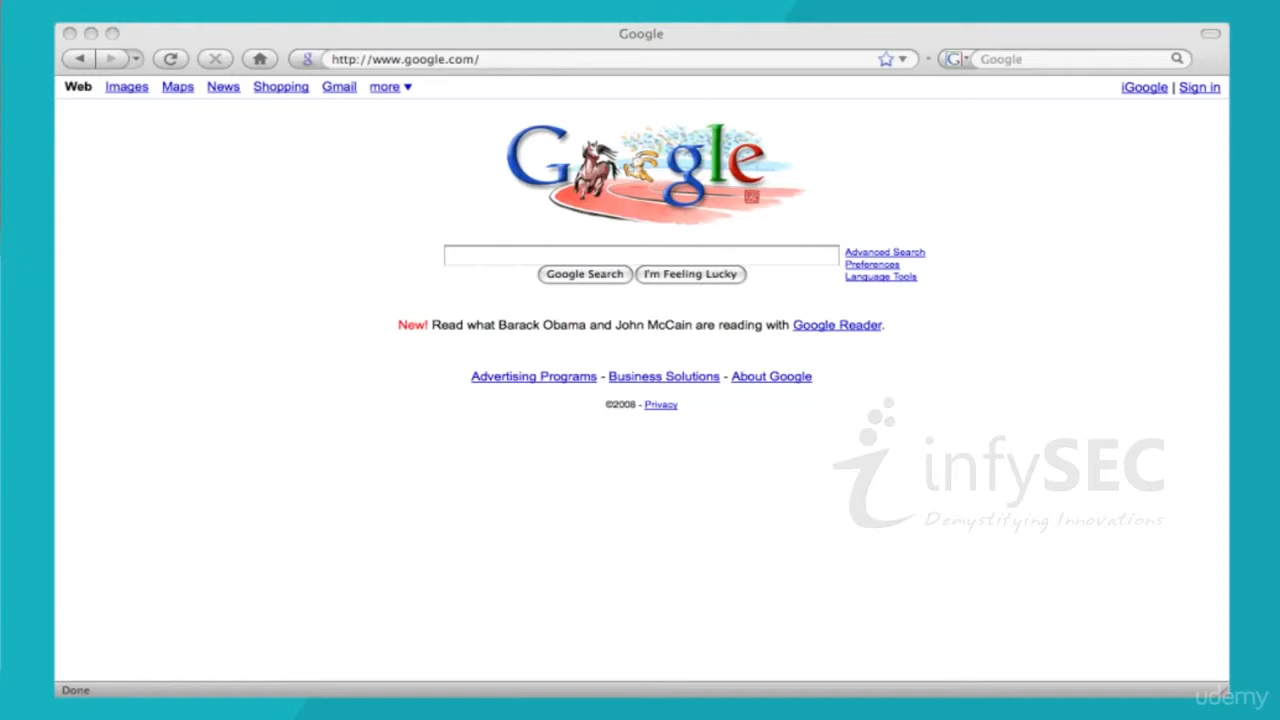 Google
http://www.google.com/ Google
Web Images Maps News Shopping Gmail more ▼ iGoogle | Sign in
Google
Advanced Search
Preferences
Language Tools
Google Search I'm Feeling Lucky
New! Read what Barack Obama and John McCain are reading with Google Reader.
Advertising Programs - Business Solutions - About Google
©2008 - Privacy
infySEC
Demystifying Innovations
Done
udemy